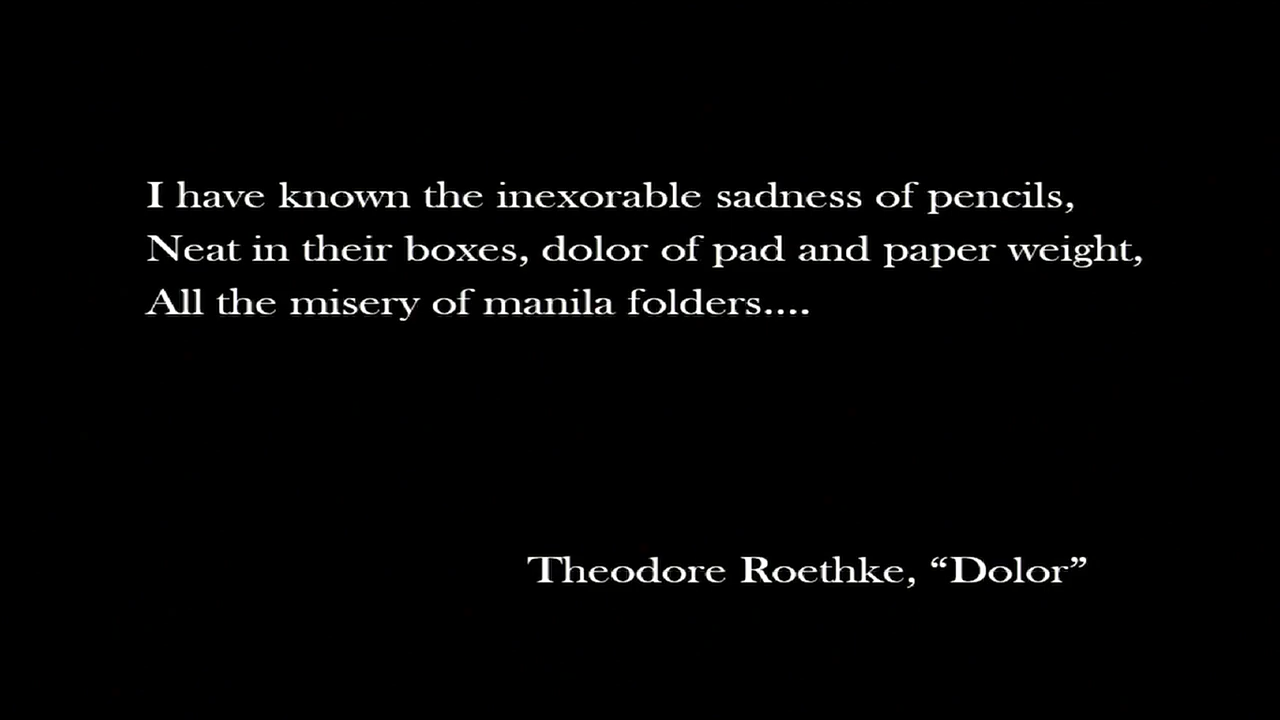 I have known the inexorable sadness of pencils,
Neat in their boxes, dolor of pad and paper weight,
All the misery of manila folders....
Theodore Roethke, “Dolor”